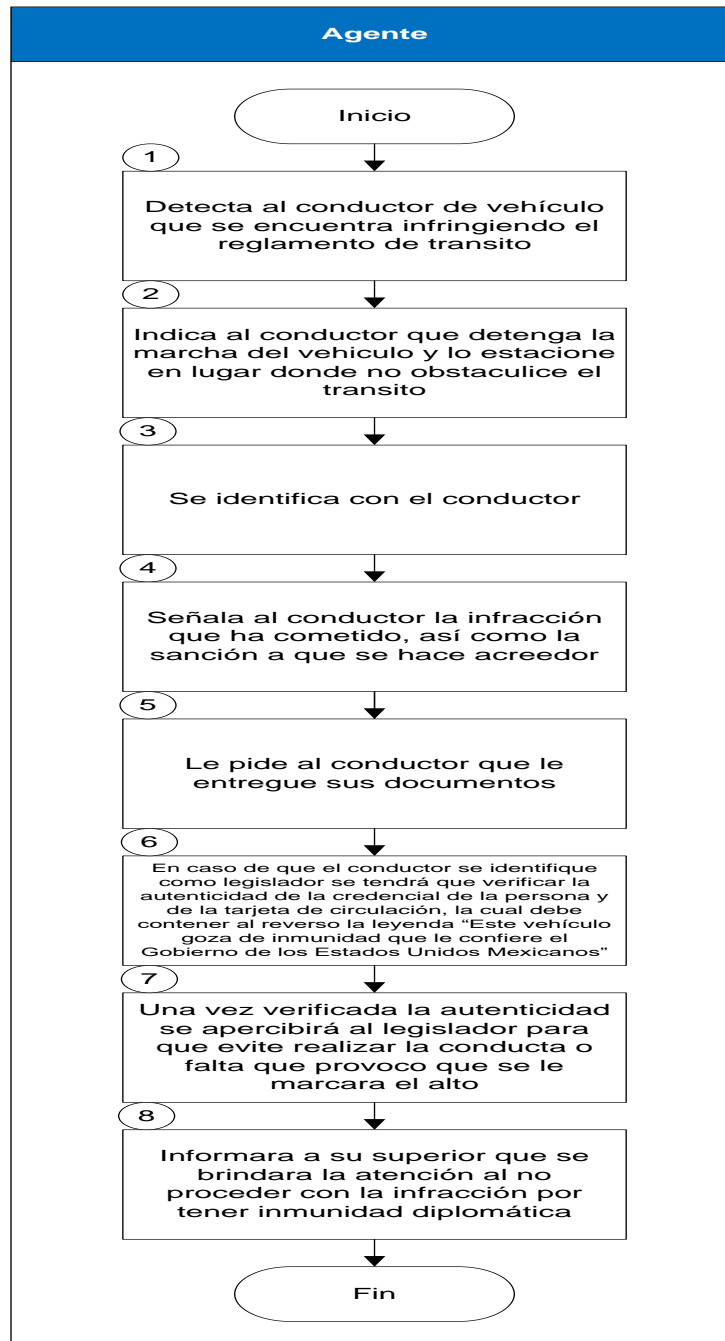 Agente
Inicio
1
Detecta al conductor de vehículo
que se encuentra infringiendo el
reglamento de transito
2
Indica al conductor que detenga la
marcha del vehiculo y lo estacione
en lugar donde no obstaculice el
transito
3
Se identifica con el conductor
4
Señala al conductor la infracción
que ha cometido, así como la
sanción a que se hace acreedor
5
Le pide al conductor que le
entregue sus documentos
6
En caso de que el conductor se identifique
como legislador se tendrá que verificar la
autenticidad de la credencial de la persona y
de la tarjeta de circulación, la cual debe
contener al reverso la leyenda “Este vehículo
goza de inmunidad que le confiere el
Gobierno de los Estados Unidos Mexicanos”
7
Una vez verificada la autenticidad
se apercibirá al legislador para
que evite realizar la conducta o
falta que provoco que se le
marcara el alto
8
Informara a su superior que se
brindara la atención al no
proceder con la infracción por
tener inmunidad diplomática
Fin